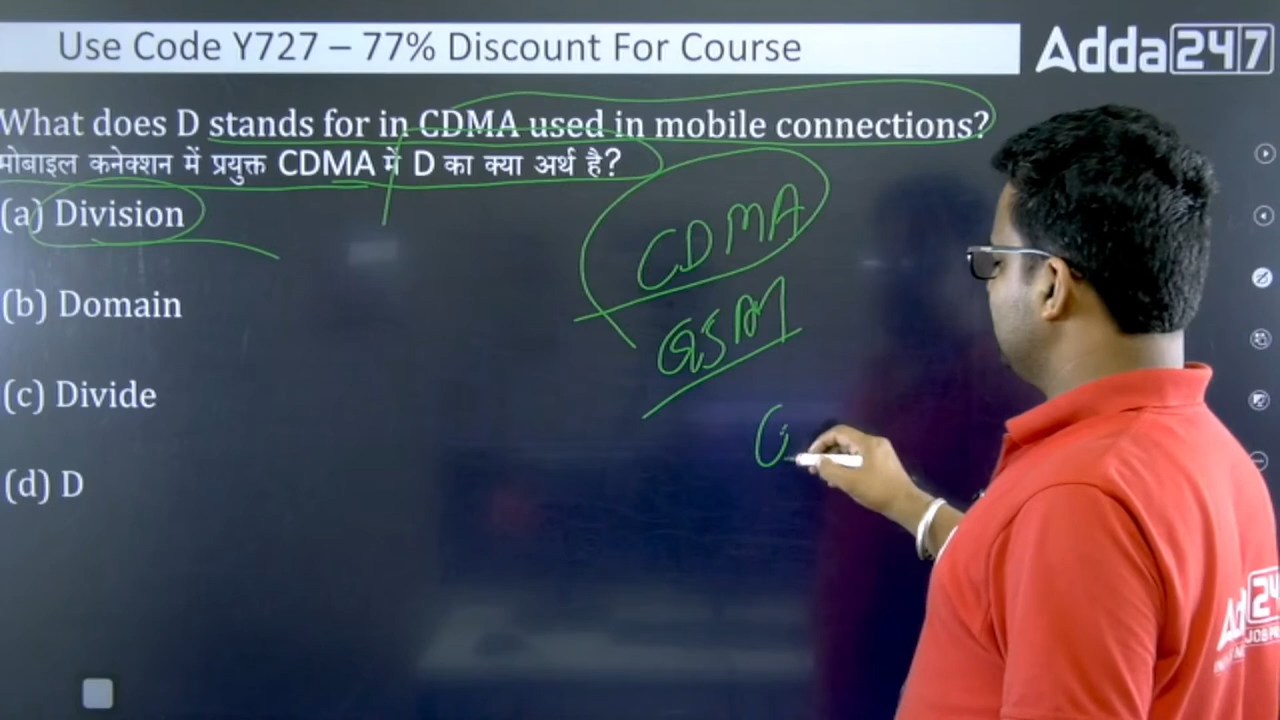 Use Code Y727 – 77% Discount For Course
Adda247
What does D stands for in CDMA used in mobile connections?
मोबाइल कनेक्शन में प्रयुक्त CDMA में D का क्या अर्थ है?
(a) Division
CDMA
GSM
(b) Domain
(c) Divide
(d) D